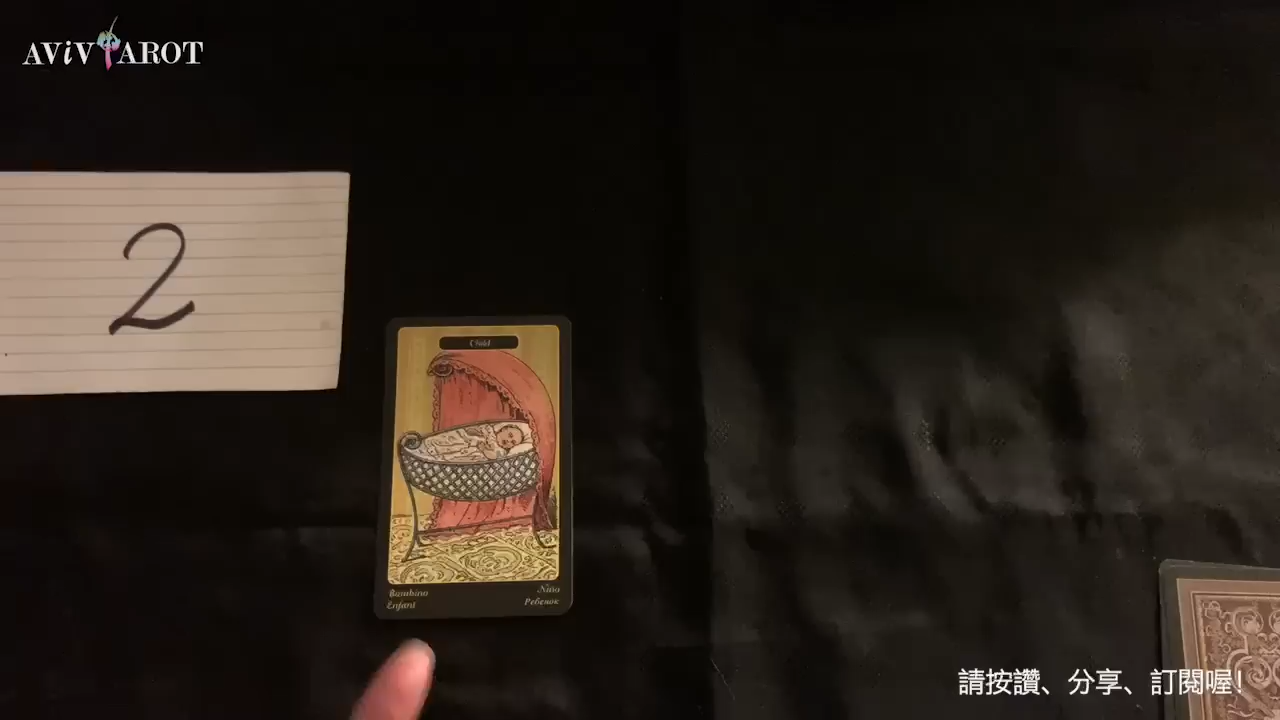 AViV TAROT
2
Child
Bambino
Niño
Enfant
Ребенок
請按讚、分享、訂閱喔！